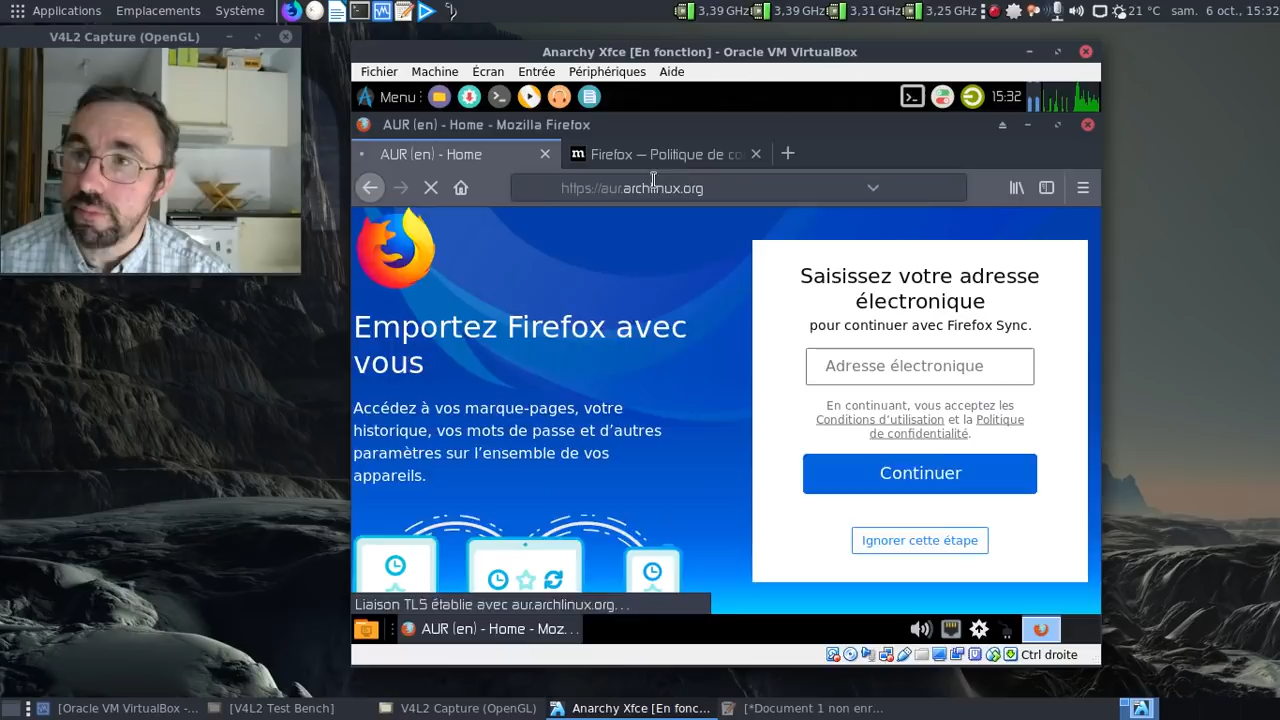 Applications Emplacements Système
3,39 GHz 3,39 GHz 3,31 GHz 3,25 GHz 21 °C sam. 6 oct., 15:32
V4L2 Capture (OpenGL)
Anarchy Xfce [En fonction] - Oracle VM VirtualBox
Fichier Machine Écran Entrée Périphériques Aide
Menu 15:32
AUR (en) - Home - Mozilla Firefox
AUR (en) - Home
Firefox — Politique de co
https://aur.archlinux.org
Emportez Firefox avec
vous
Accédez à vos marque-pages, votre
historique, vos mots de passe et d’autres
paramètres sur l’ensemble de vos
appareils.
Saisissez votre adresse
électronique
pour continuer avec Firefox Sync.
Adresse électronique
En continuant, vous acceptez les
Conditions d’utilisation et la Politique
de confidentialité.
Continuer
Ignorer cette étape
Liaison TLS établie avec aur.archlinux.org…
AUR (en) - Home - Moz…
Ctrl droite
[Oracle VM VirtualBox -... [V4L2 Test Bench] V4L2 Capture (OpenGL) Anarchy Xfce [En fonc... [*Document 1 non enr...